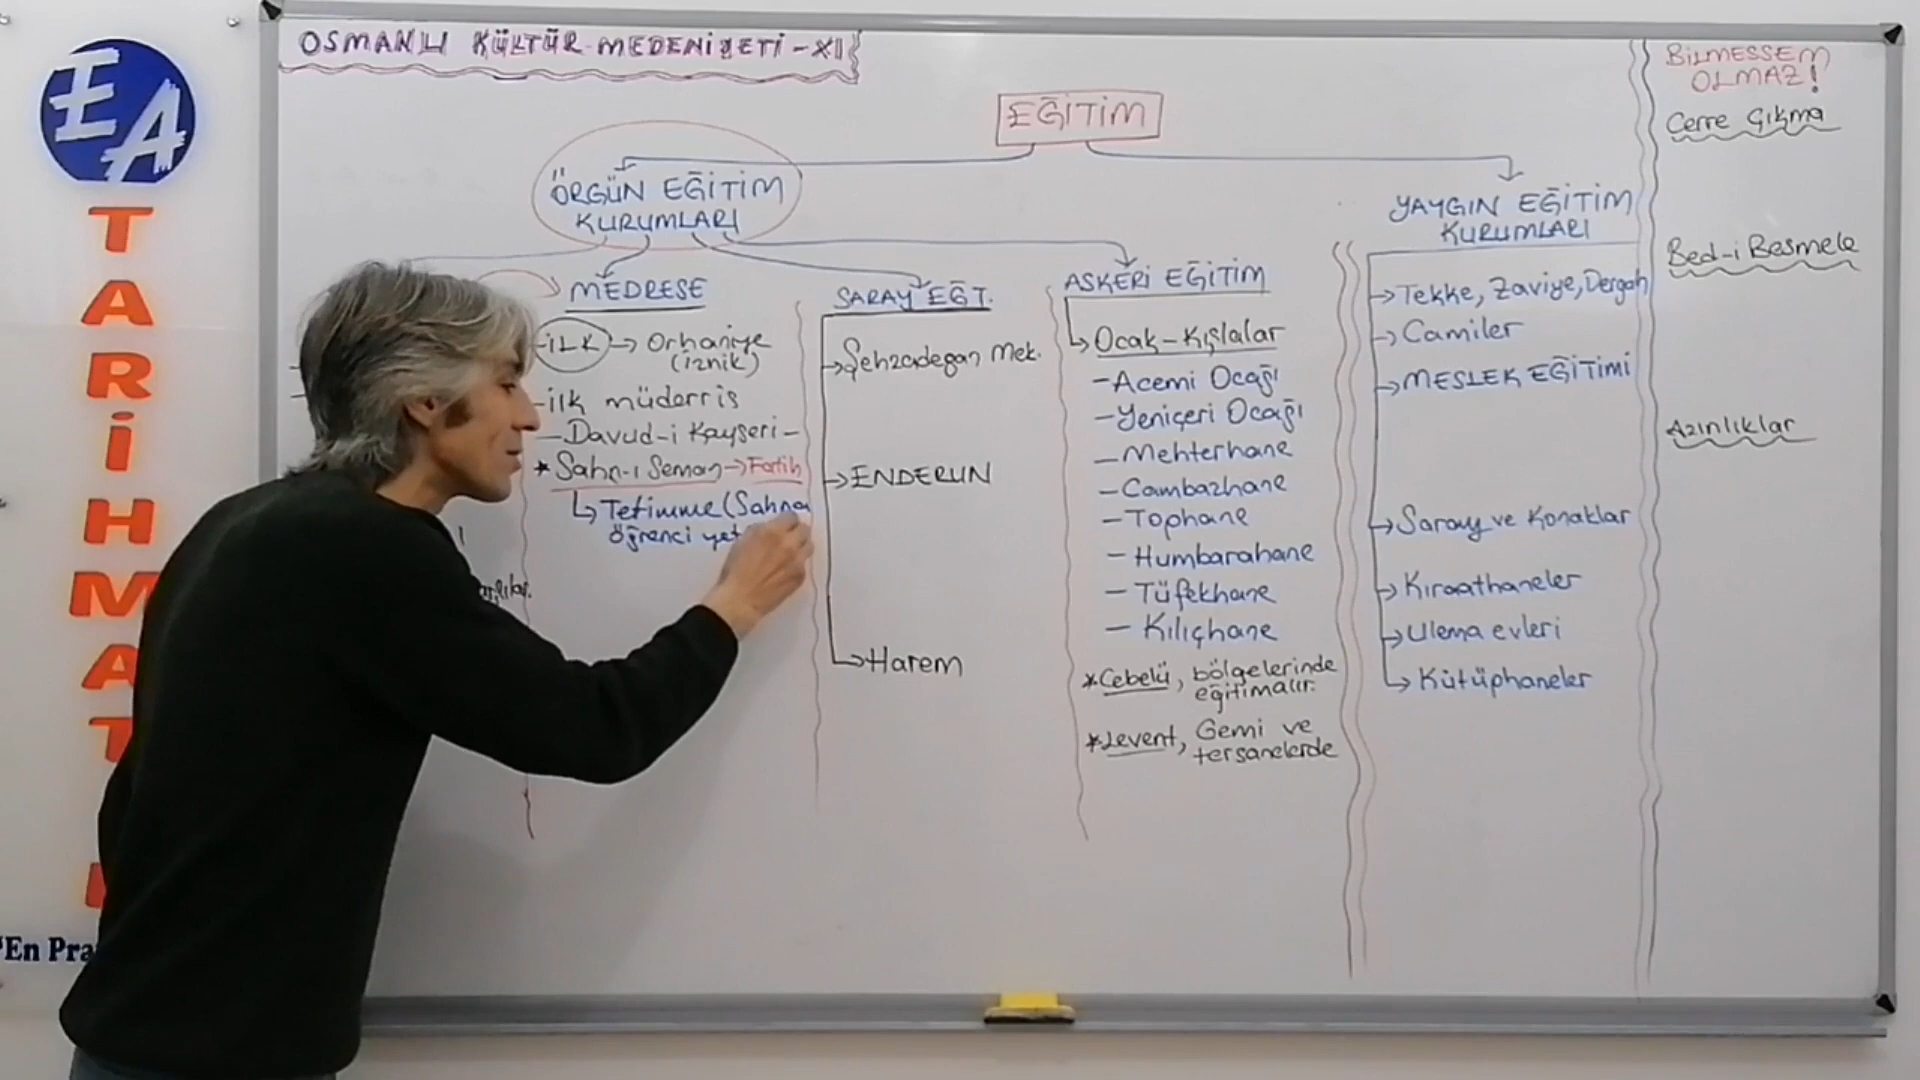 OSMANLI KÜLTÜR-MEDENİYETİ-XI
EA
TARİH
MAT
"En Pra
EĞİTİM
ÖRGÜN EĞİTİM
KURUMLARI
MEDRESE
İLK → Orhaniye
(iznik)
-ilk müderris
-Davud-i Kayseri-
*Sahn-ı Seman→Fatih
Tetimme (Sahna
öğrenci yet
SARAY EĞT.
Şehzadegan Mek.
ENDERUN
Harem
ASKERİ EĞİTİM
Ocak-Kışlalar
-Acemi Ocağı
-Yeniçeri Ocağı
-Mehterhane
-Cambazhane
-Tophane
-Humbarahane
-Tüfekhane
-Kılıçhane
*Cebelü, bölgelerinde
eğitimalır.
*Levent, Gemi ve
tersanelerde
YAYGIN EĞİTİM
KURUMLARI
→Tekke, Zaviye, Dergah
→Camiler
→MESLEK EĞİTİMİ
→Saray ve Konaklar
→Kıraathaneler
→Ulema evleri
→Kütüphaneler
BİLMESSEM
OLMAZ!
Cerre Çıkma
Bed-i Besmele
Azınlıklar